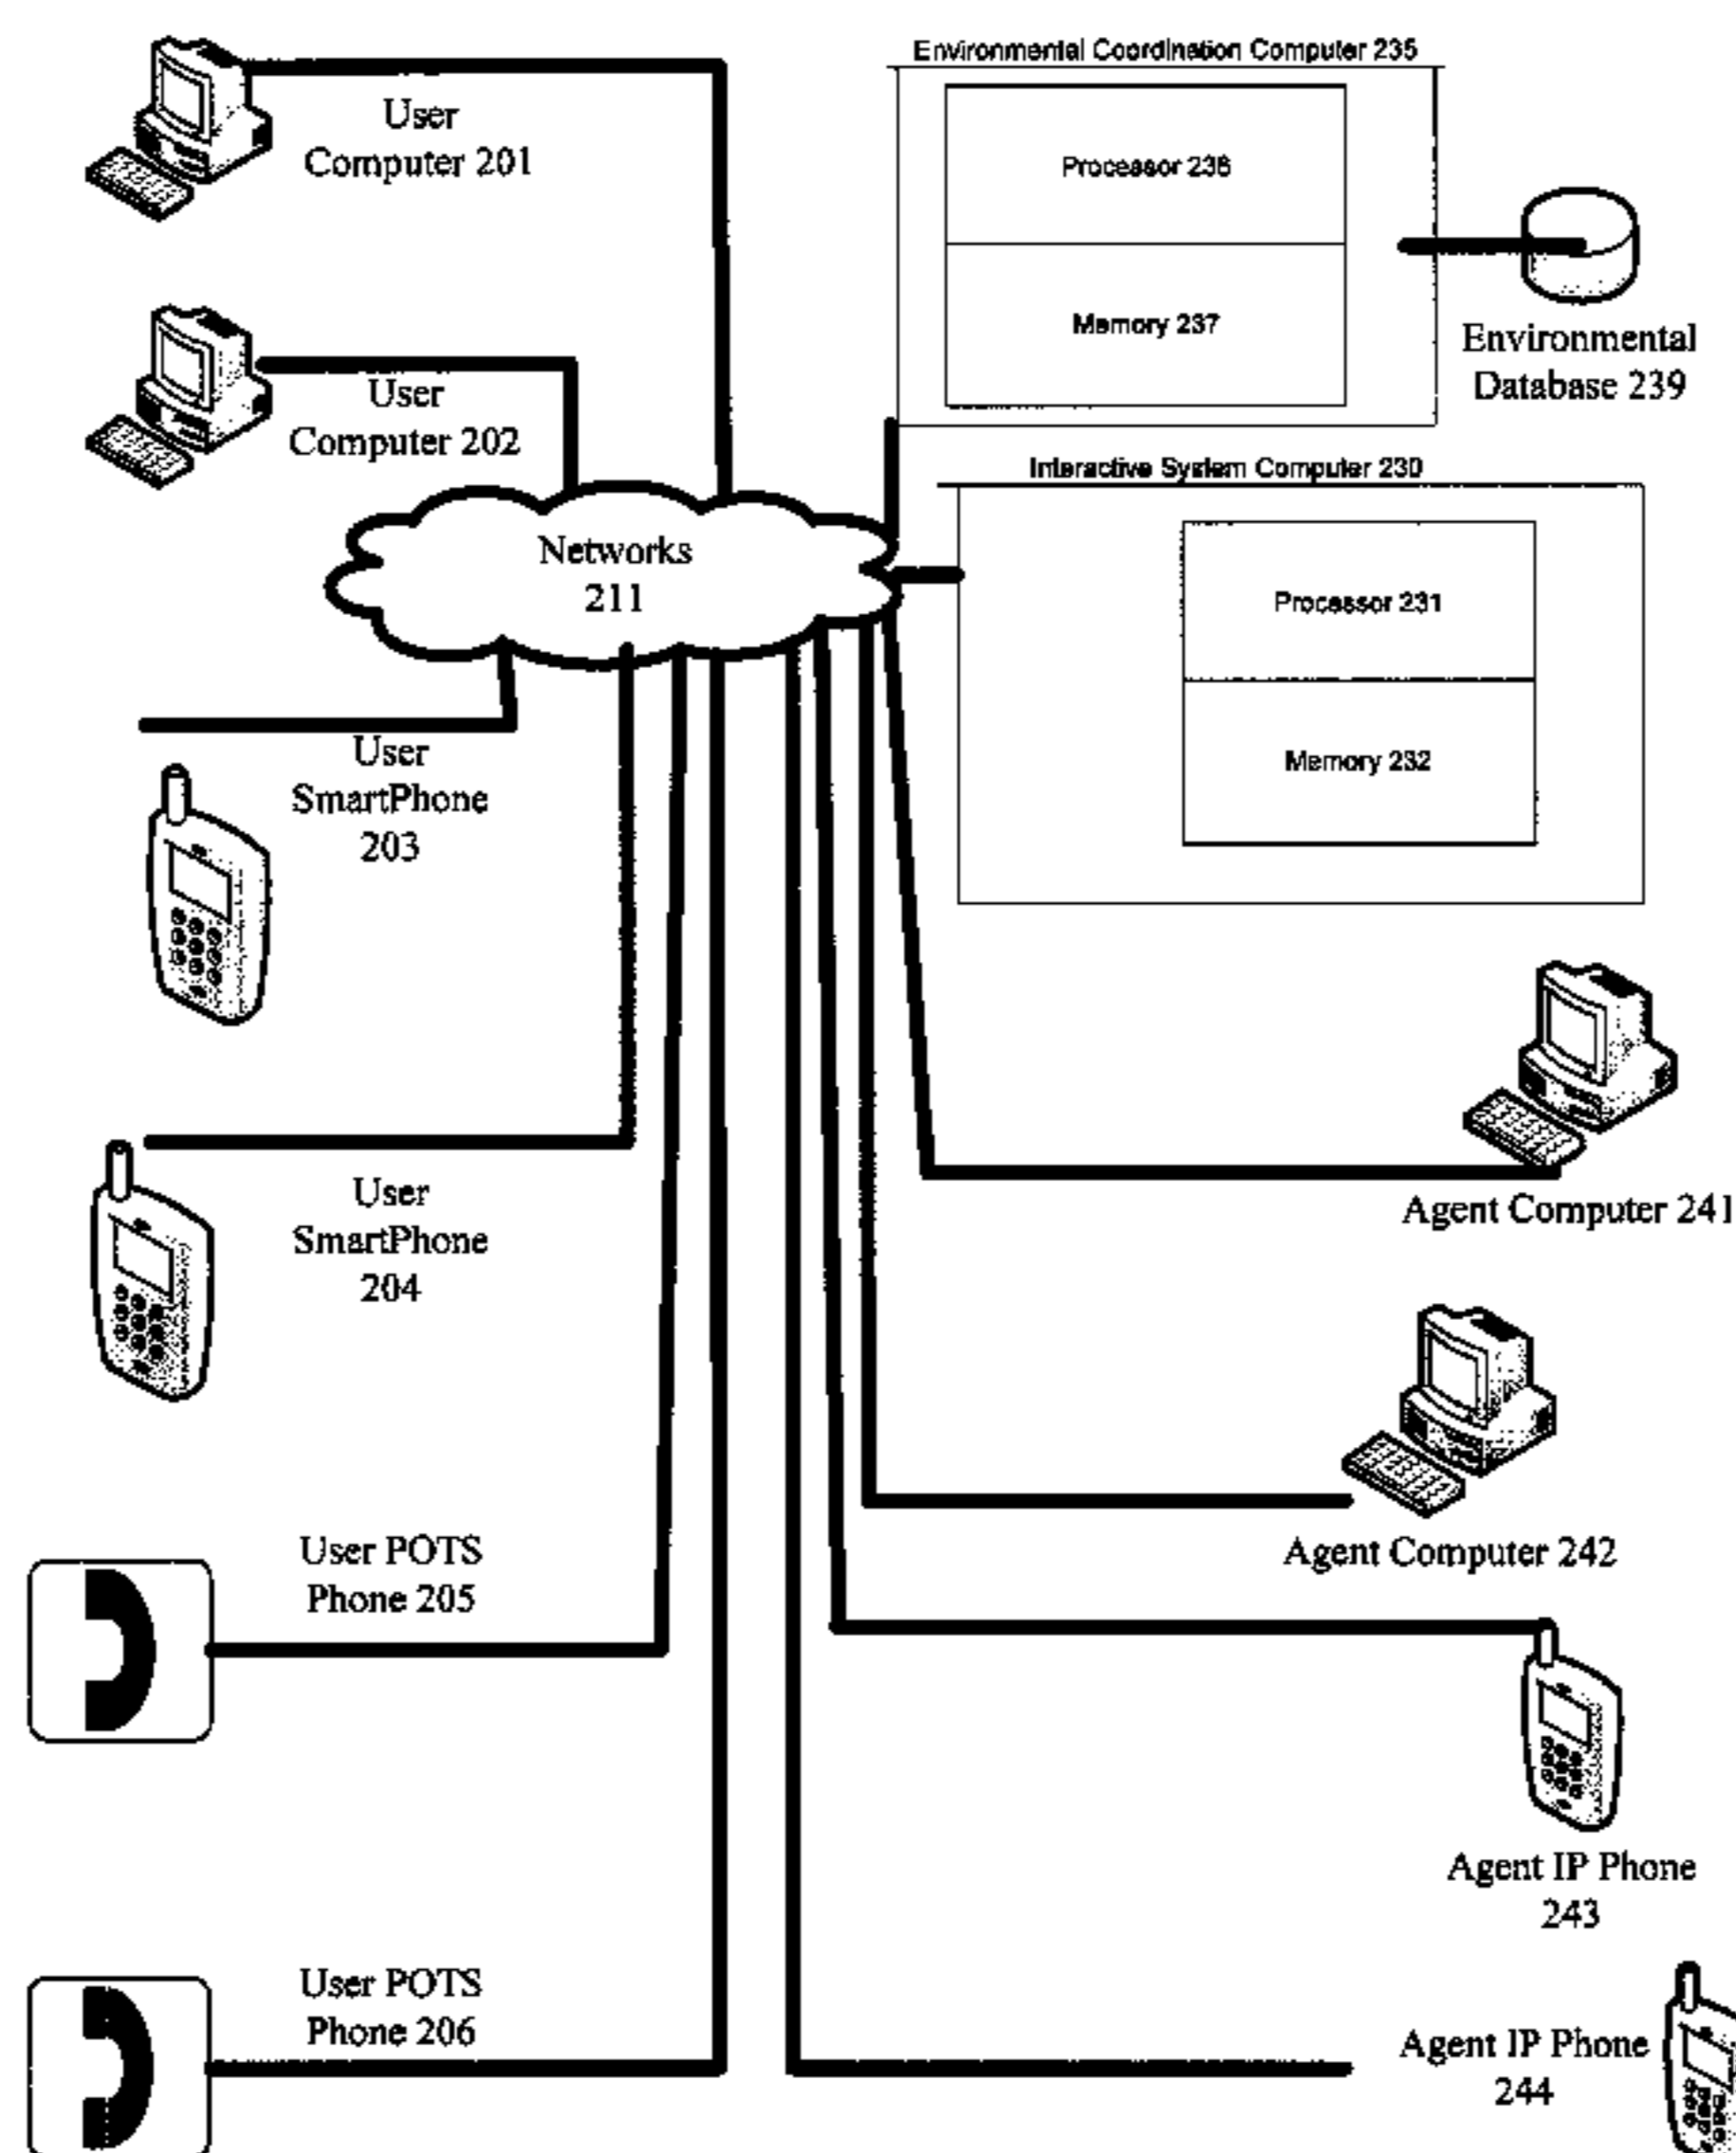 User
Computer 201
User
Computer 202
Networks
211
User
SmartPhone
203
User
SmartPhone
204
User POTS
Phone 205
User POTS
Phone 206
Environmental Coordination Computer 235
Processor 236
Memory 237
Environmental
Database 239
Interactive System Computer 230
Processor 231
Memory 232
Agent Computer 241
Agent Computer 242
Agent IP Phone
243
Agent IP Phone
244